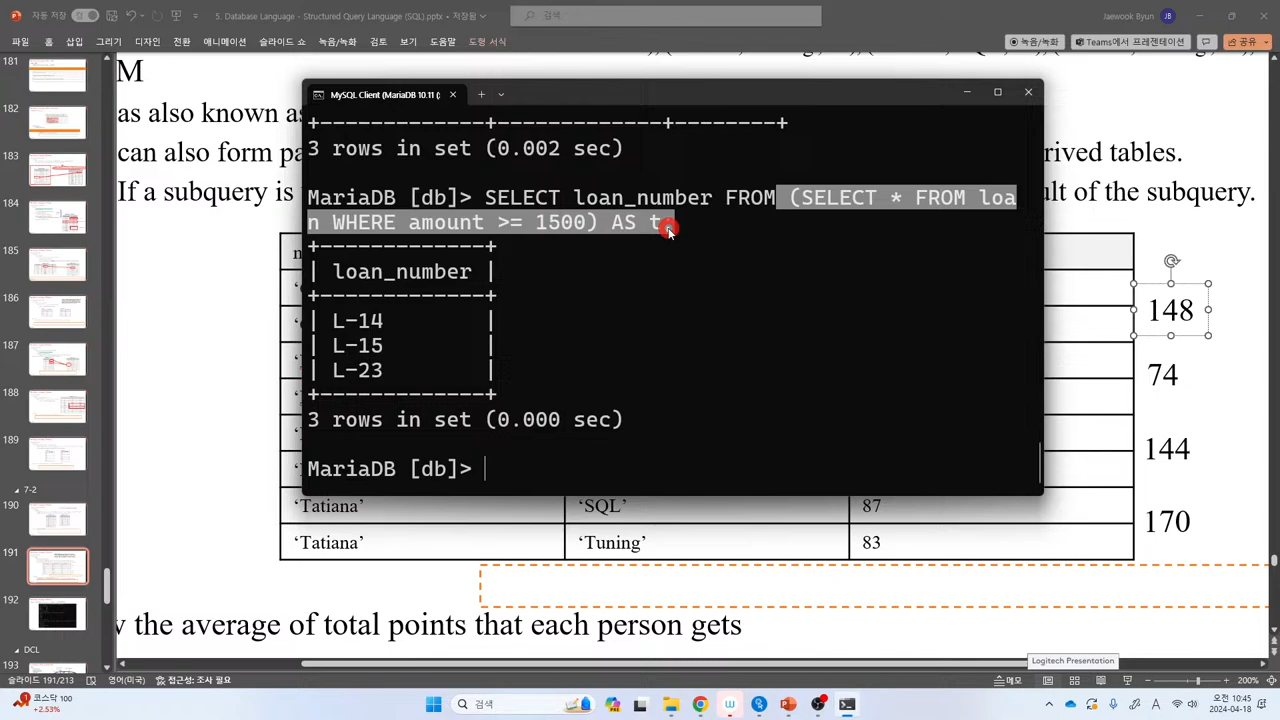 자동 저장
5. Database Language - Structured Query Language (SQL).pptx • 저장됨
검색
Jaewook Byun
JB
파일
홈
삽입
그리기
디자인
전환
애니메이션
슬라이드 쇼
녹음/녹화
검토
보기
도움말
도형 서식
녹음/녹화
Teams에서 프레젠테이션
공유
181
182
185
186
187
188
189
7-2
190
191
192
DCL
193
M
as also known as
can also form pa
rived tables.
If a subquery is
ult of the subquery.
MySQL Client (MariaDB 10.11 (:
+-------------+-------------+--------+
3 rows in set (0.002 sec)
MariaDB [db]> SELECT loan_number FROM (SELECT * FROM loa
n WHERE amount >= 1500) AS t;
+-------------+
| loan_number |
+-------------+
| L-14        |
| L-15        |
| L-23        |
+-------------+
3 rows in set (0.000 sec)
MariaDB [db]>
148
74
144
170
‘Tatiana’
‘SQL’
87
‘Tatiana’
‘Tuning’
83
the average of total points that each person gets
Logitech Presentation
슬라이드 191/213
영어(미국)
접근성: 조사 필요
메모
200%
코스닥 100
+2.53%
검색
오전 10:45
2024-04-18